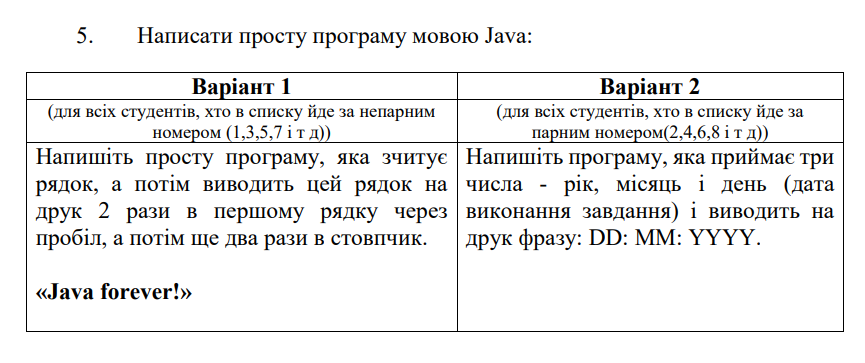 5. Написати просту програму мовою Java:
Варіант 1
(для всіх студентів, хто в списку йде за непарним
номером (1,3,5,7 і т д))
Напишіть просту програму, яка зчитує
рядок, а потім виводить цей рядок на
друк 2 рази в першому рядку через
пробіл, а потім ще два рази в стовпчик.
«Java forever!»
Варіант 2
(для всіх студентів, хто в списку йде за
парним номером(2,4,6,8 і т д))
Напишіть програму, яка приймає три
числа - рік, місяць і день (дата
виконання завдання) і виводить на
друк фразу: DD: MM: YYYY.